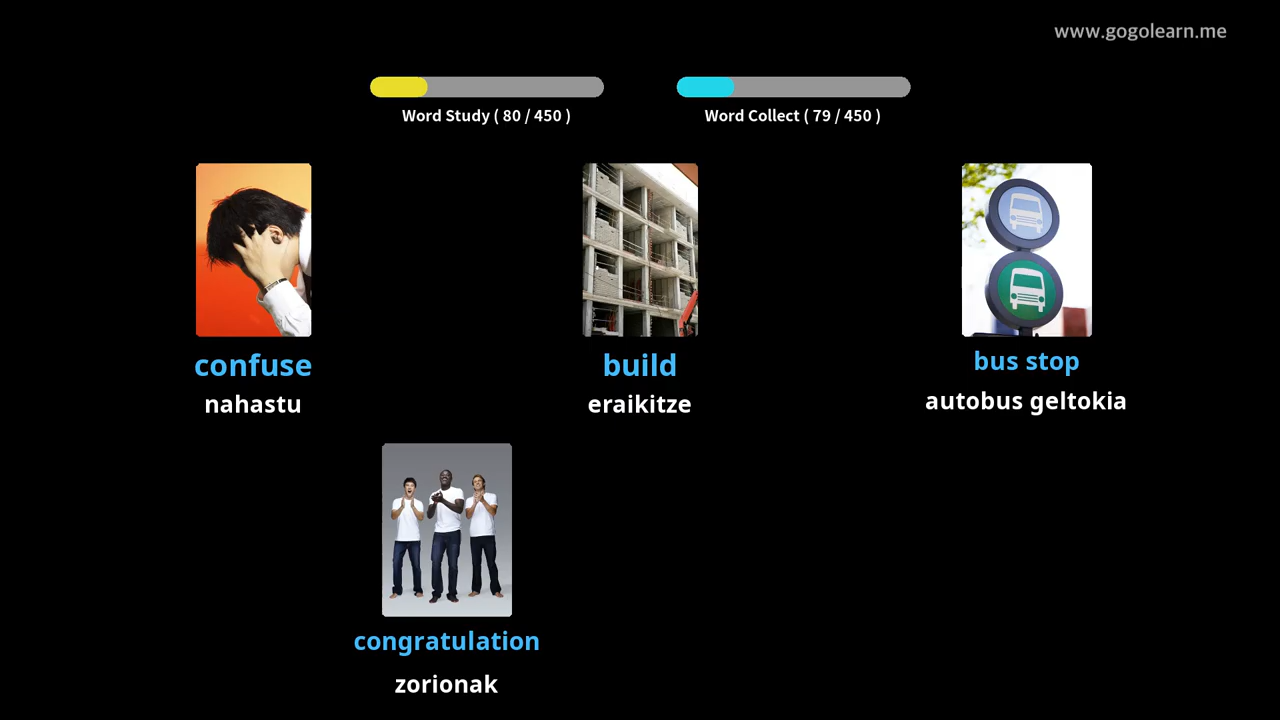 www.gogolearn.me
Word Study ( 80 / 450 )
Word Collect ( 79 / 450 )
confuse
nahastu
build
eraikitze
bus stop
autobus geltokia
congratulation
zorionak